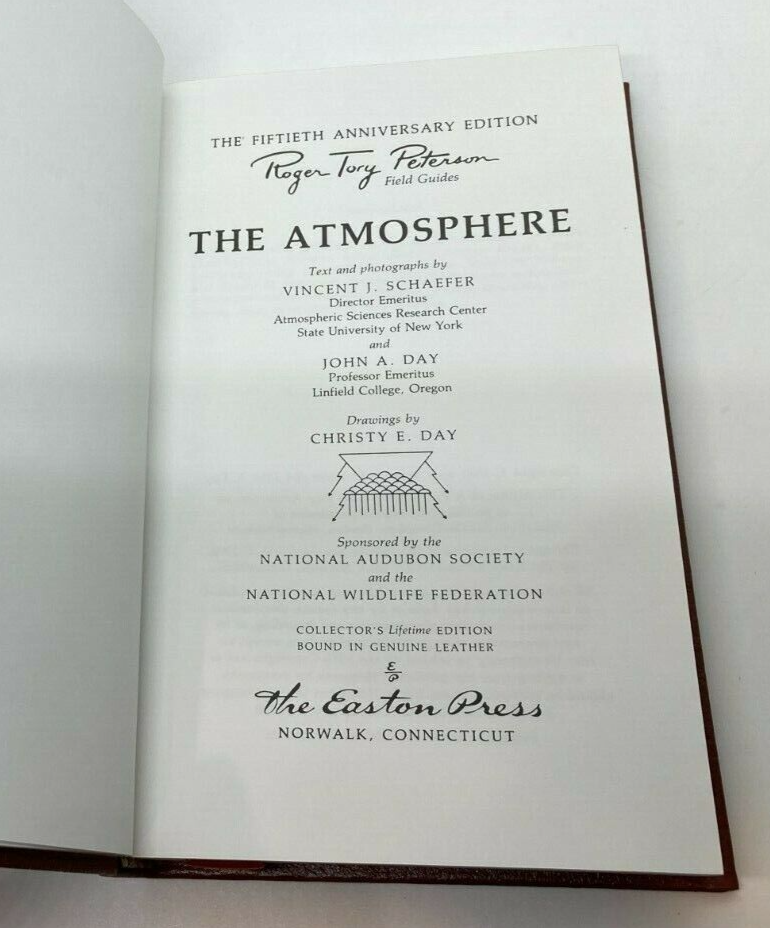 THE FIFTIETH ANNIVERSARY EDITION
Roger Tory Peterson
Field Guides
THE ATMOSPHERE
Text and photographs by
VINCENT J. SCHAEFER
Director Emeritus
Atmospheric Sciences Research Center
State University of New York
and
JOHN A. DAY
Professor Emeritus
Linfield College, Oregon
Drawings by
CHRISTY E. DAY
Sponsored by the
NATIONAL AUDUBON SOCIETY
and the
NATIONAL WILDLIFE FEDERATION
COLLECTOR'S Lifetime EDITION
BOUND IN GENUINE LEATHER
E
P
The Easton Press
NORWALK, CONNECTICUT